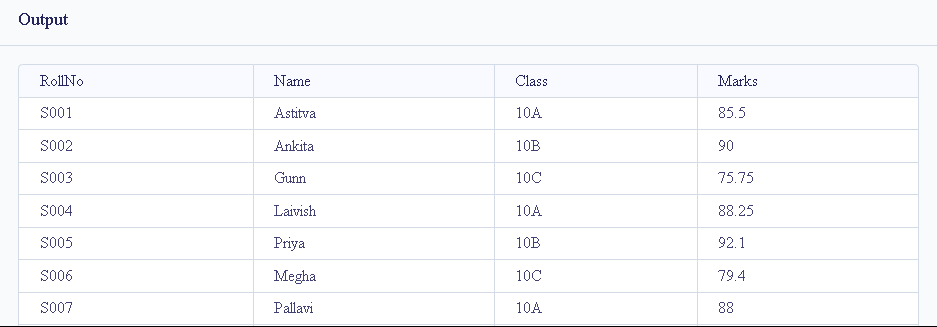 Output
RollNo Name Class Marks
S001 Astitva 10A 85.5
S002 Ankita 10B 90
S003 Gunn 10C 75.75
S004 Laivish 10A 88.25
S005 Priya 10B 92.1
S006 Megha 10C 79.4
S007 Pallavi 10A 88